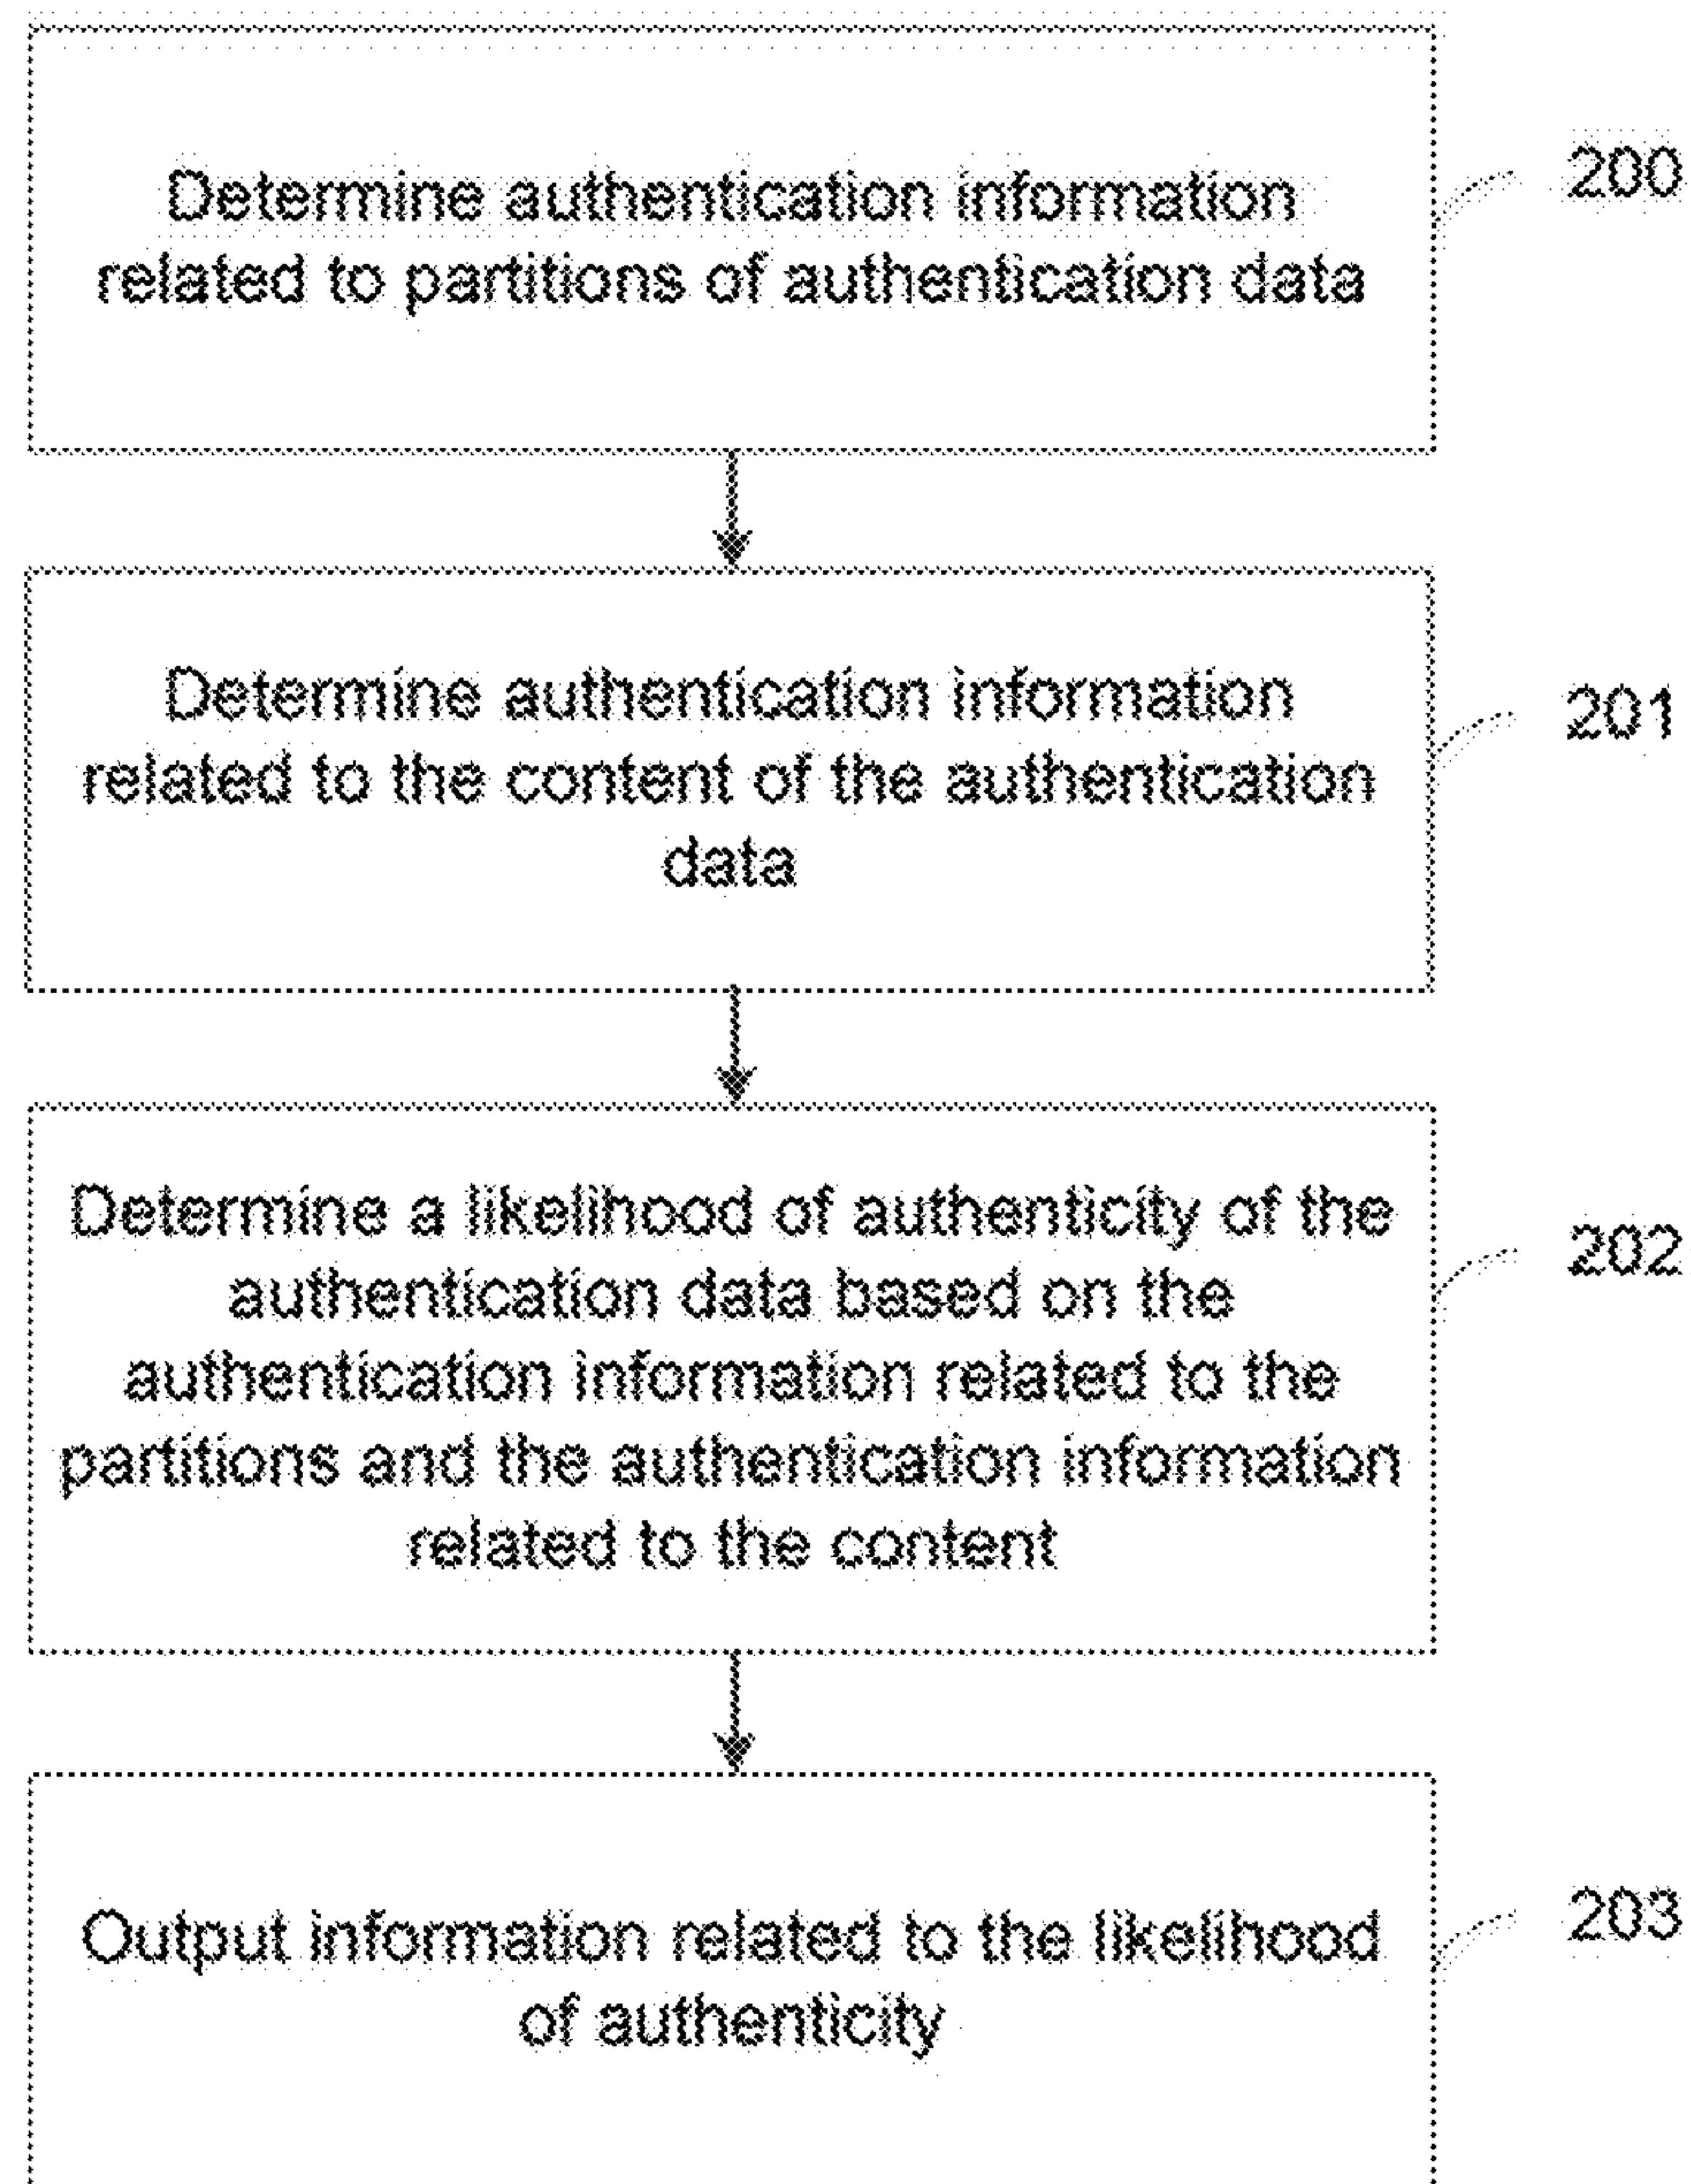 Determine authentication information
related to partitions of authentication data
200
Determine authentication information
related to the content of the authentication
data
201
Determine a likelihood of authenticity of the
authentication data based on the
authentication information related to the
partitions and the authentication information
related to the content
202
Output information related to the likelihood
of authenticity
203